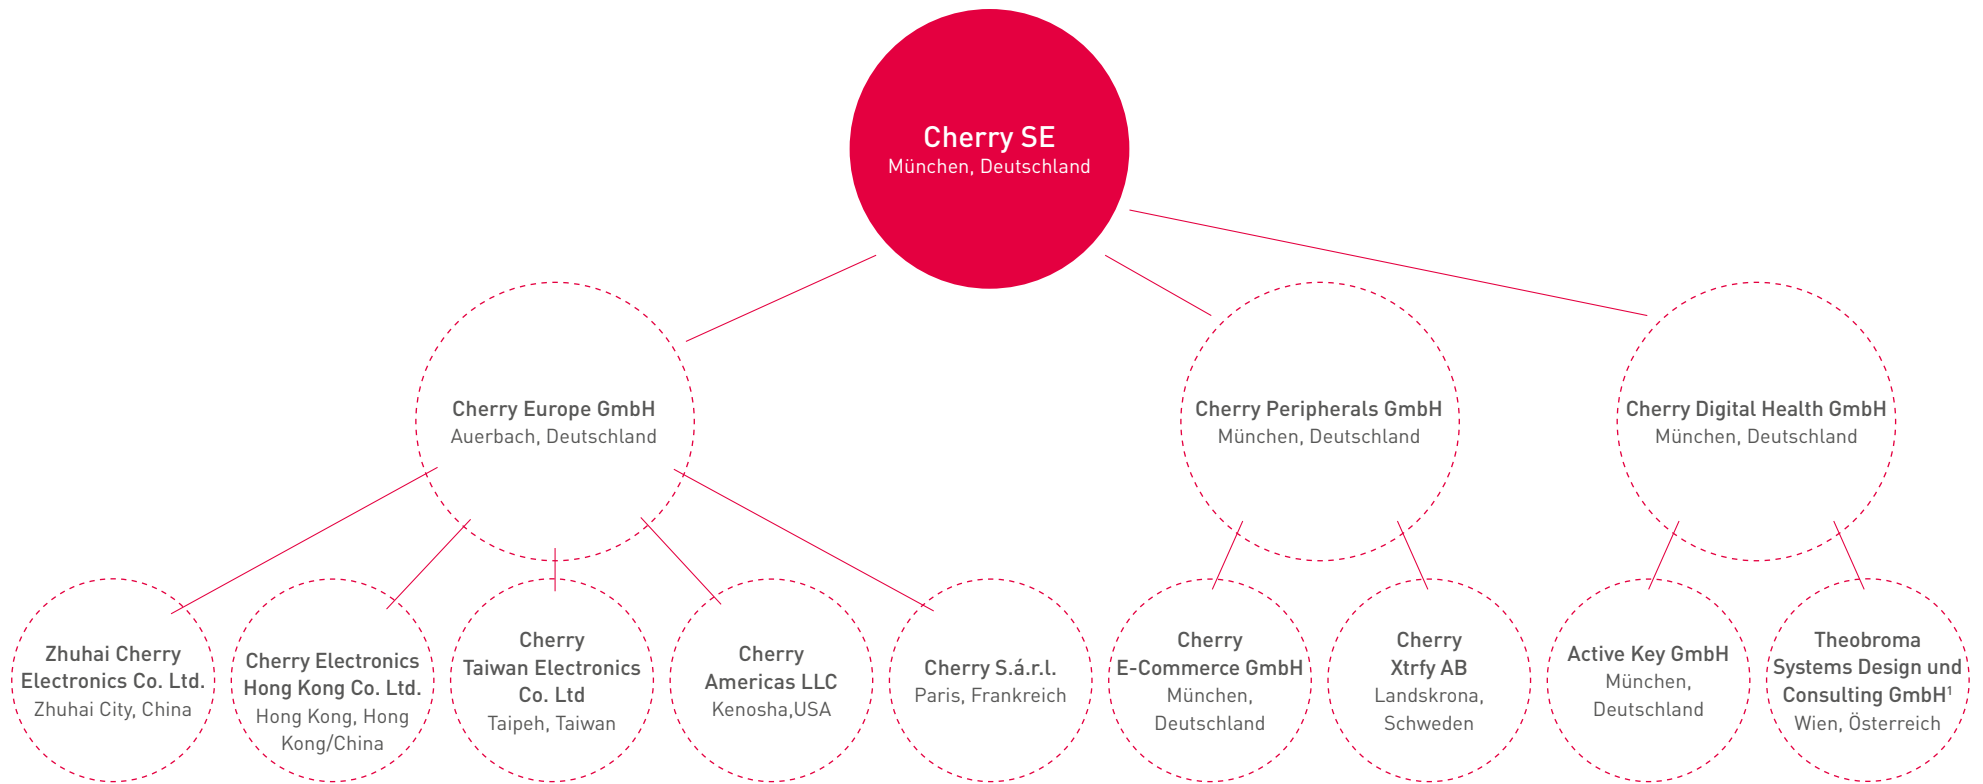 Cherry SE
München, Deutschland
Cherry Europe GmbH
Auerbach, Deutschland
Cherry Peripherals GmbH
München, Deutschland
Cherry Digital Health GmbH
München, Deutschland
Zhuhai Cherry
Electronics Co. Ltd.
Zhuhai City, China
Cherry Electronics
Hong Kong Co. Ltd.
Hong Kong, Hong
Kong/China
Cherry
Taiwan Electronics
Co. Ltd
Taipeh, Taiwan
Cherry
Americas LLC
Kenosha,USA
Cherry S.á.r.l.
Paris, Frankreich
Cherry
E-Commerce GmbH
München,
Deutschland
Cherry
Xtrfy AB
Landskrona,
Schweden
Active Key GmbH
München,
Deutschland
Theobroma
Systems Design und
Consulting GmbH¹
Wien, Österreich